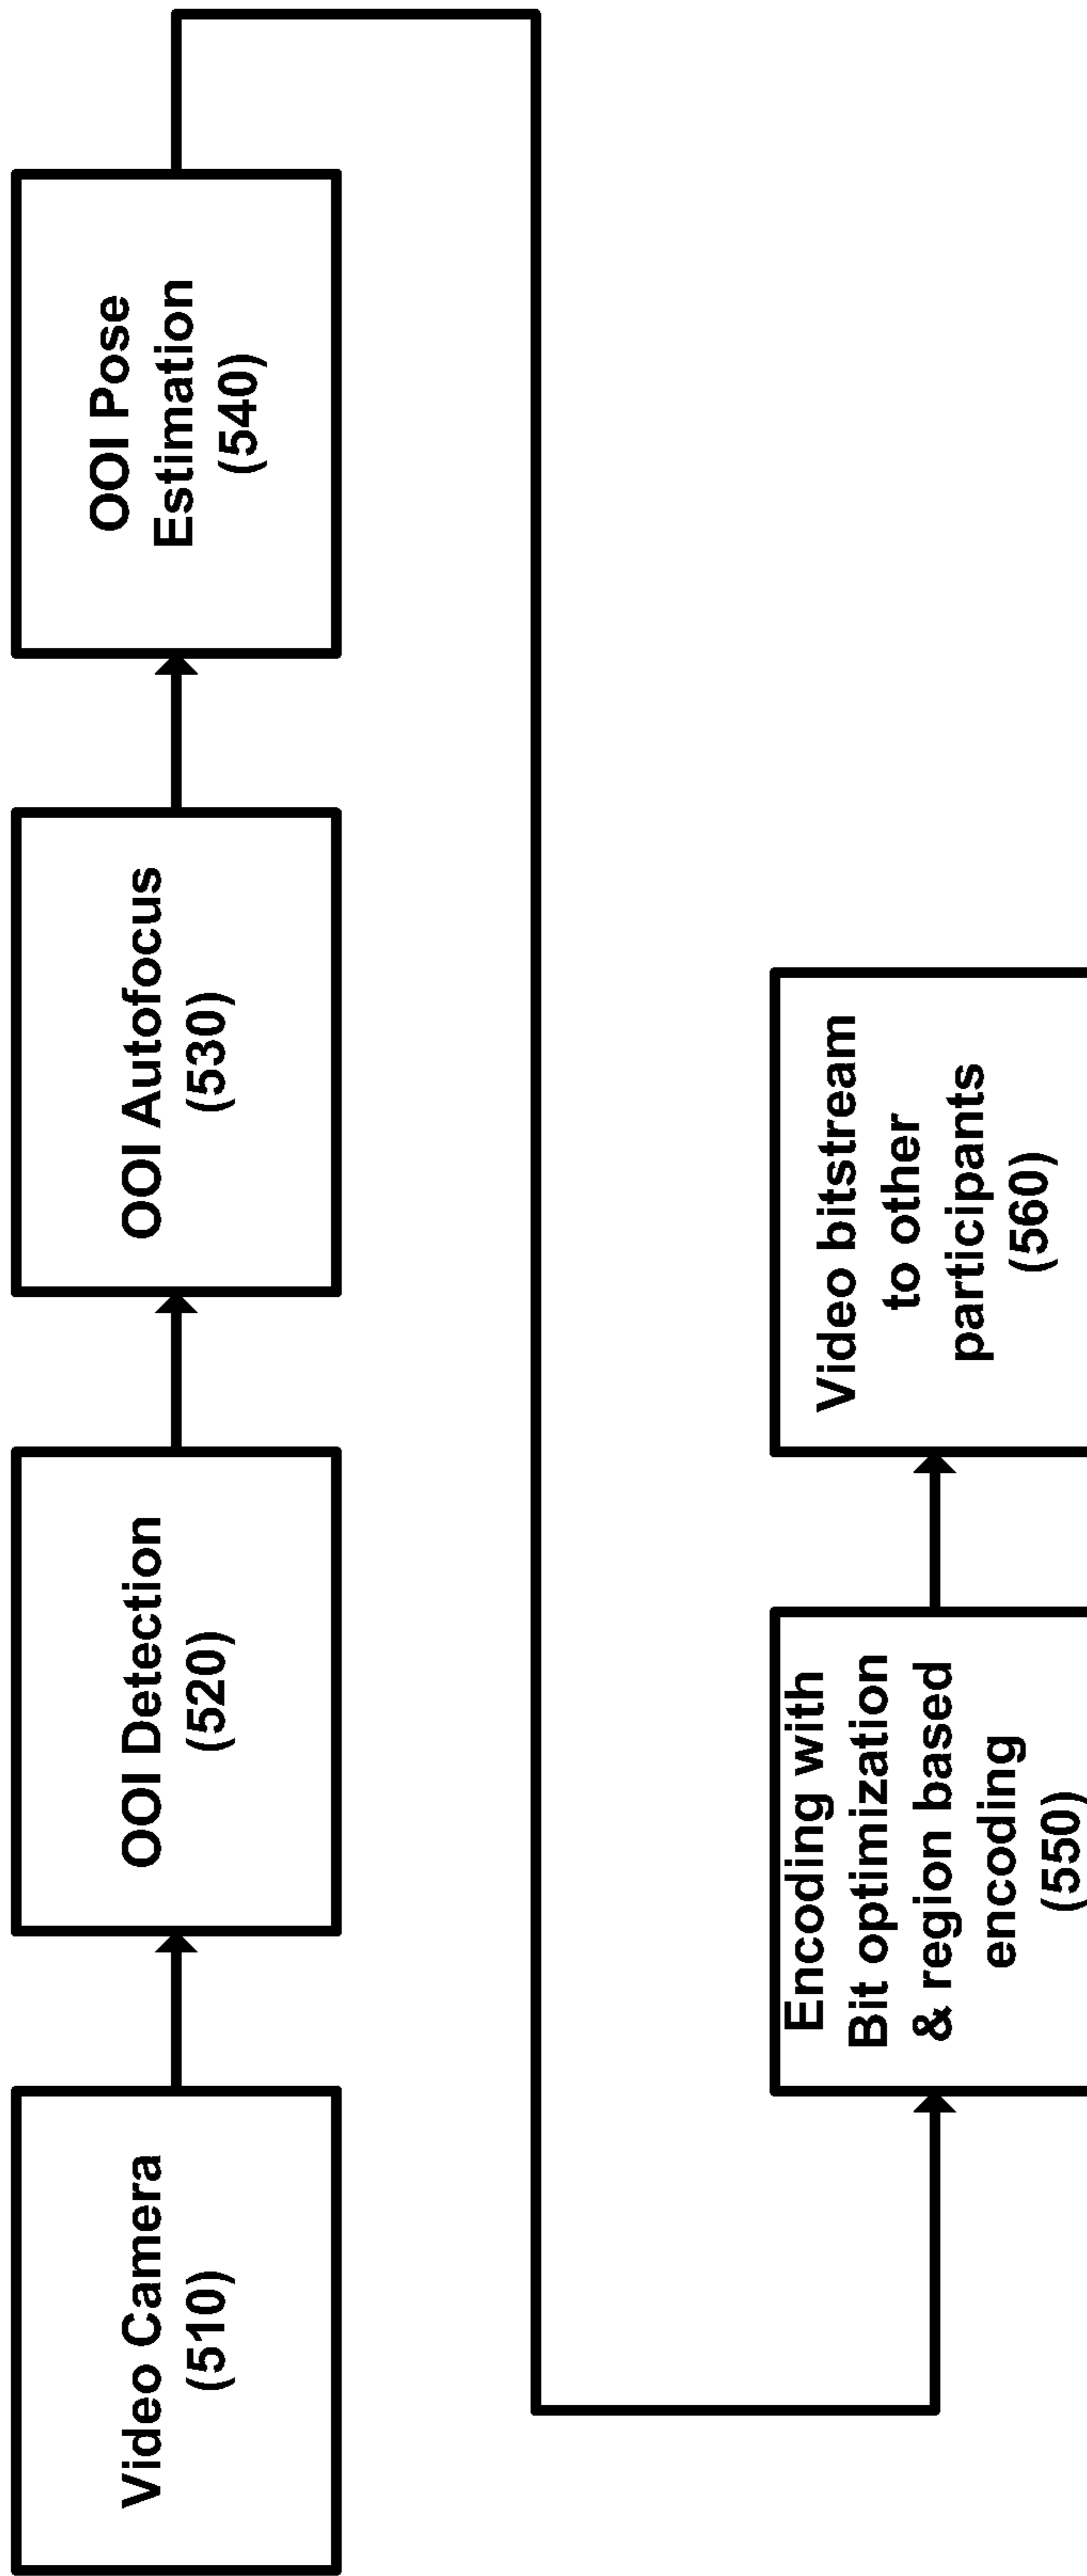 Video Camera
(510)
OOI Detection
(520)
OOI Autofocus
(530)
OOI Pose
Estimation
(540)
Encoding with
Bit optimization
& region based
encoding
(550)
Video bitstream
to other
participants
(560)